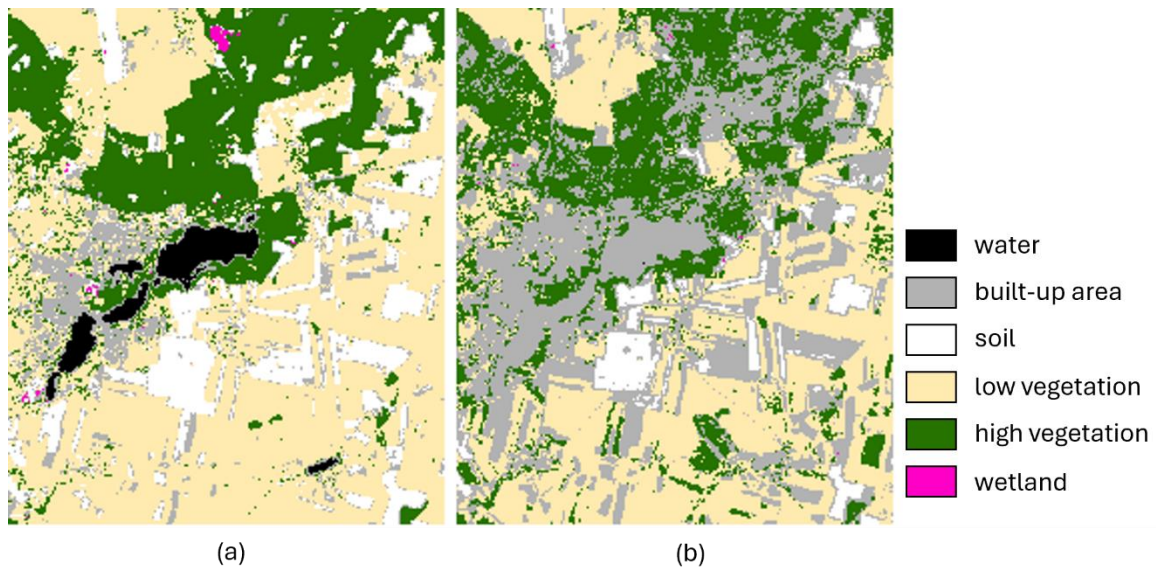 water
built-up area
soil
low vegetation
high vegetation
wetland
(a)
(b)